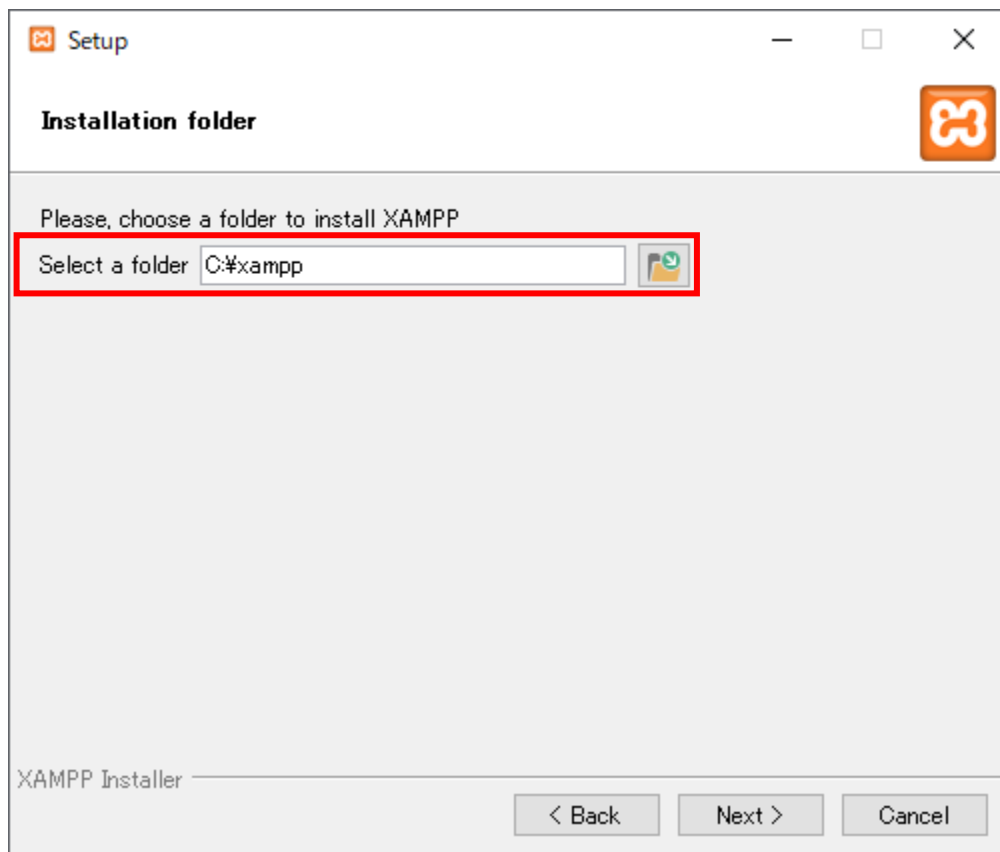 Setup
Installation folder
Please, choose a folder to install XAMPP
Select a folder C:¥xampp
XAMPP Installer
< Back Next > Cancel